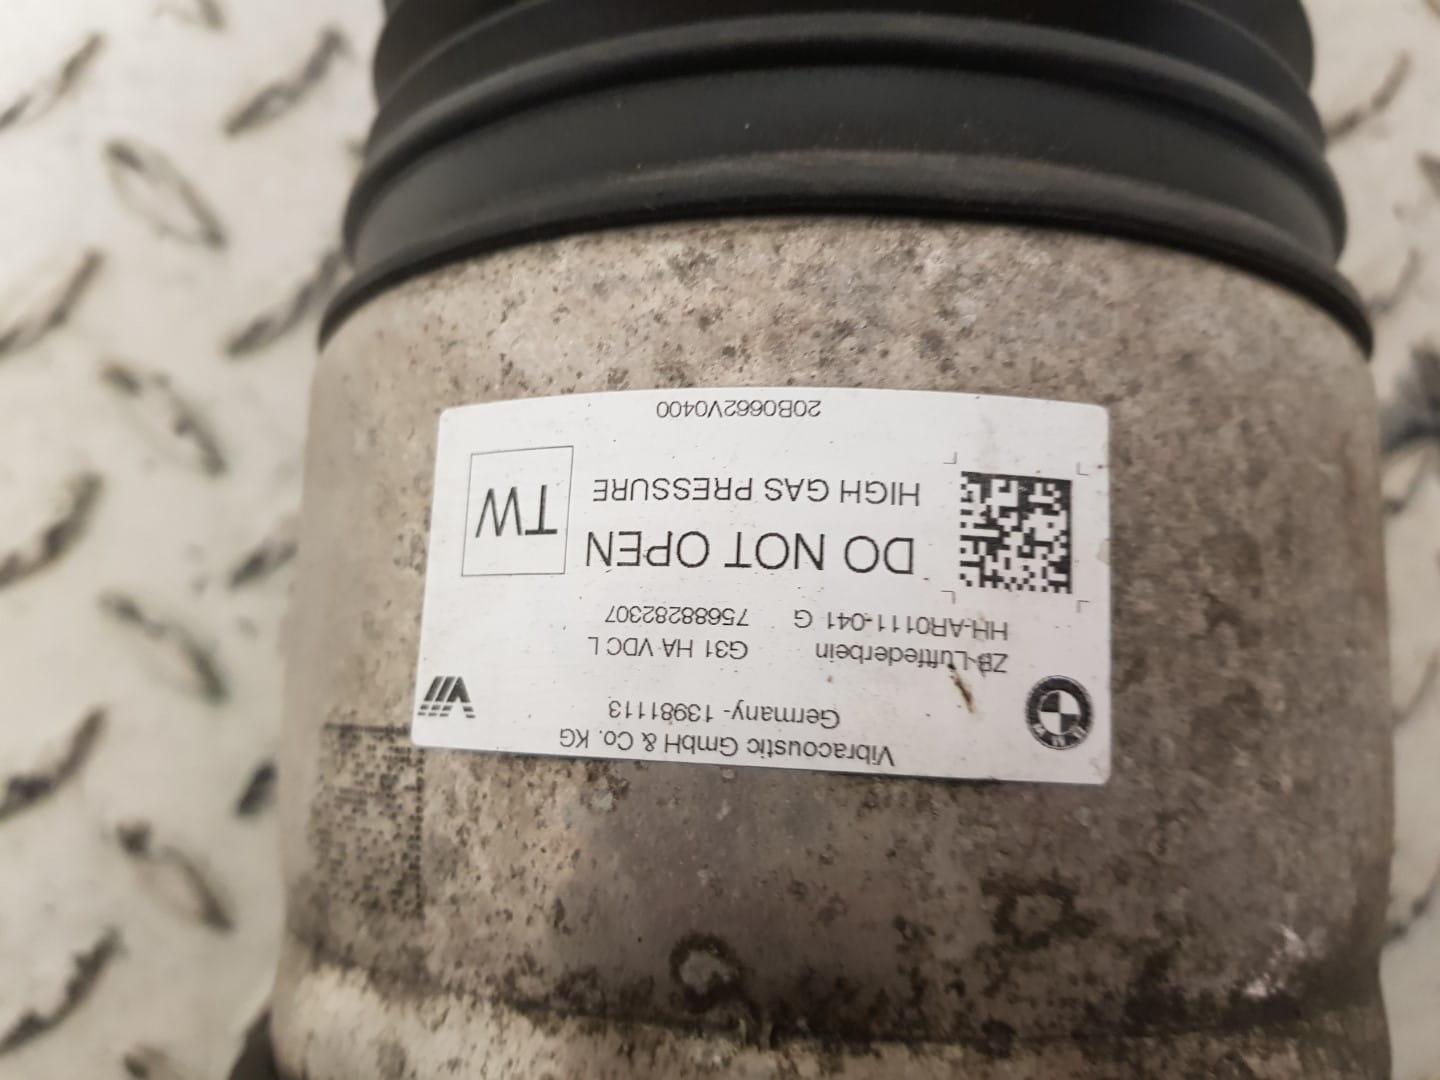 Vibracoustic GmbH & Co. KG
Germany - 13981113
ZB-Luftfederbein G31 HA VDC L
HH-AR0111-041 G 75688282307
DO NOT OPEN
HIGH GAS PRESSURE
TW
20B0662V0400